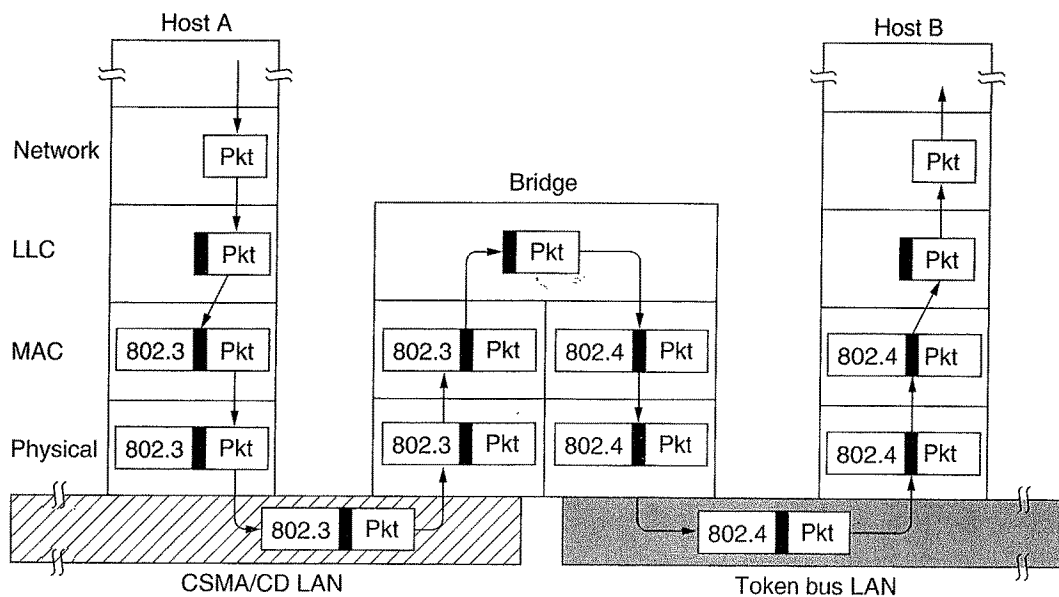 Host A
Host B
Bridge
Network
Pkt
Pkt
LLC
Pkt
Pkt
Pkt
MAC
802.3 Pkt
802.3 Pkt
802.4 Pkt
802.4 Pkt
Physical
802.3 Pkt
802.3 Pkt
802.4 Pkt
802.4 Pkt
802.3 Pkt
802.4 Pkt
CSMA/CD LAN
Token bus LAN